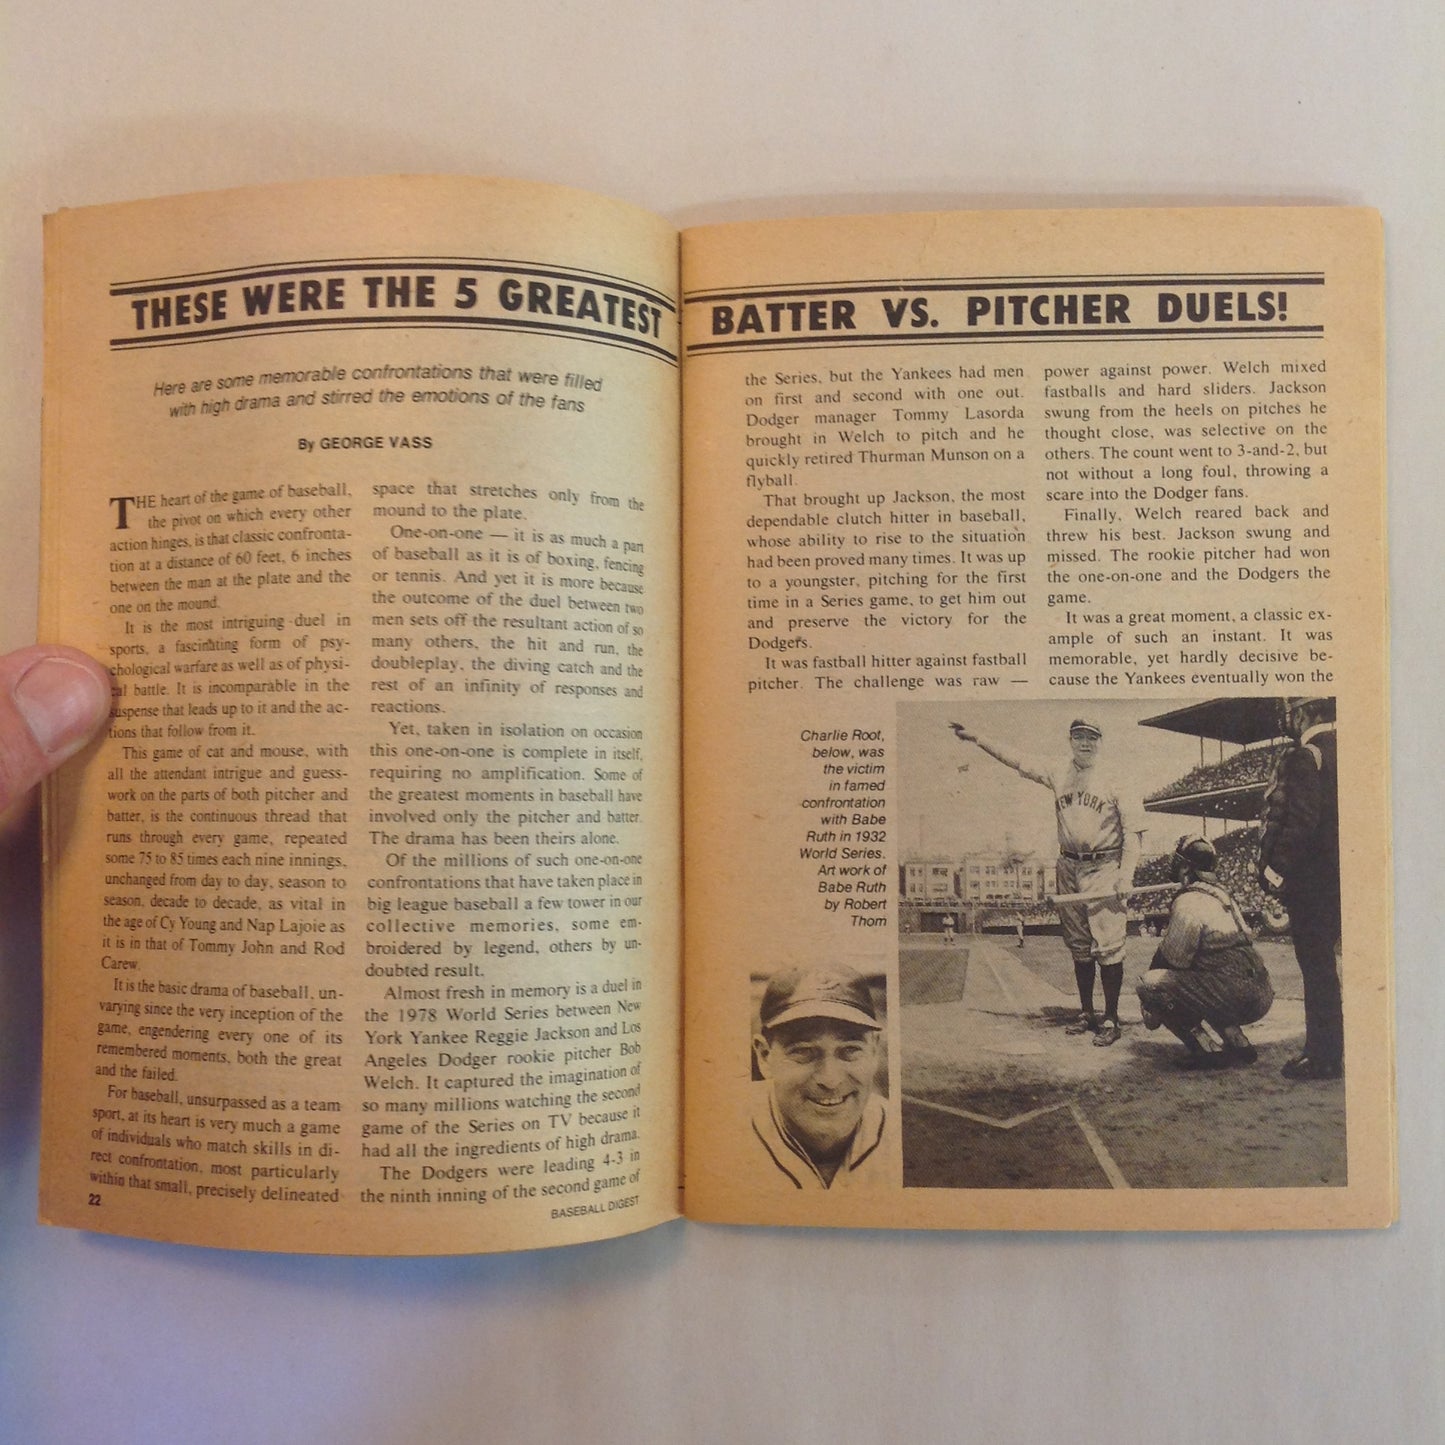 THESE WERE THE 5 GREATEST
Here are some memorable confrontations that were filled
with high drama and stirred the emotions of the fans
By GEORGE VASS
THE heart of the game of baseball,
the pivot on which every other
action hinges, is that classic confronta-
tion at a distance of 60 feet, 6 inches
between the man at the plate and the
one on the mound.
It is the most intriguing duel in
sports, a fascinating form of psy-
chological warfare as well as of physi-
cal battle. It is incomparable in the
suspense that leads up to it and the ac-
tions that follow from it.
This game of cat and mouse, with
all the attendant intrigue and guess-
work on the parts of both pitcher and
batter, is the continuous thread that
runs through every game, repeated
some 75 to 85 times each nine innings,
unchanged from day to day, season to
season, decade to decade, as vital in
the age of Cy Young and Nap Lajoie as
it is in that of Tommy John and Rod
Carew.
It is the basic drama of baseball, un-
varying since the very inception of the
game, engendering every one of its
remembered moments, both the great
and the failed.
For baseball, unsurpassed as a team
sport, at its heart is very much a game
of individuals who match skills in di-
rect confrontation, most particularly
within that small, precisely delineated
22
space that stretches only from the
mound to the plate.
One-on-one — it is as much a part
of baseball as it is of boxing, fencing
or tennis. And yet it is more because
the outcome of the duel between two
men sets off the resultant action of so
many others, the hit and run, the
doubleplay, the diving catch and the
rest of an infinity of responses and
reactions.
Yet, taken in isolation on occasion
this one-on-one is complete in itself,
requiring no amplification. Some of
the greatest moments in baseball have
involved only the pitcher and batter.
The drama has been theirs alone.
Of the millions of such one-on-one
confrontations that have taken place in
big league baseball a few tower in our
collective memories, some em-
broidered by legend, others by un-
doubted result.
Almost fresh in memory is a duel in
the 1978 World Series between New
York Yankee Reggie Jackson and Los
Angeles Dodger rookie pitcher Bob
Welch. It captured the imagination of
so many millions watching the second
game of the Series on TV because it
had all the ingredients of high drama.
The Dodgers were leading 4-3 in
the ninth inning of the second game of
BASEBALL DIGEST
BATTER VS. PITCHER DUELS!
the Series, but the Yankees had men
on first and second with one out.
Dodger manager Tommy Lasorda
brought in Welch to pitch and he
quickly retired Thurman Munson on a
flyball.
That brought up Jackson, the most
dependable clutch hitter in baseball,
whose ability to rise to the situation
had been proved many times. It was up
to a youngster, pitching for the first
time in a Series game, to get him out
and preserve the victory for the
Dodgers.
It was fastball hitter against fastball
pitcher. The challenge was raw —
power against power. Welch mixed
fastballs and hard sliders. Jackson
swung from the heels on pitches he
thought close, was selective on the
others. The count went to 3-and-2, but
not without a long foul, throwing a
scare into the Dodger fans.
Finally, Welch reared back and
threw his best. Jackson swung and
missed. The rookie pitcher had won
the one-on-one and the Dodgers the
game.
It was a great moment, a classic ex-
ample of such an instant. It was
memorable, yet hardly decisive be-
cause the Yankees eventually won the
Charlie Root,
below, was
the victim
in famed
confrontation
with Babe
Ruth in 1932
World Series.
Art work of
Babe Ruth
by Robert
Thom
NEW YORK